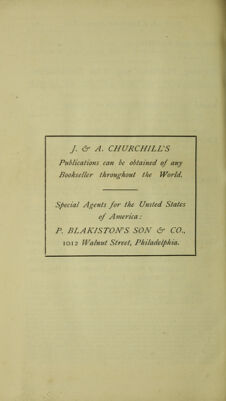 J. & A. CHURCHILL'S
Publications can be obtained of any
Bookseller throughout the World.
Special Agents for the United States
of America:
P. BLAKISTON'S SON & CO.,
1012 Walnut Street, Philadelphia.